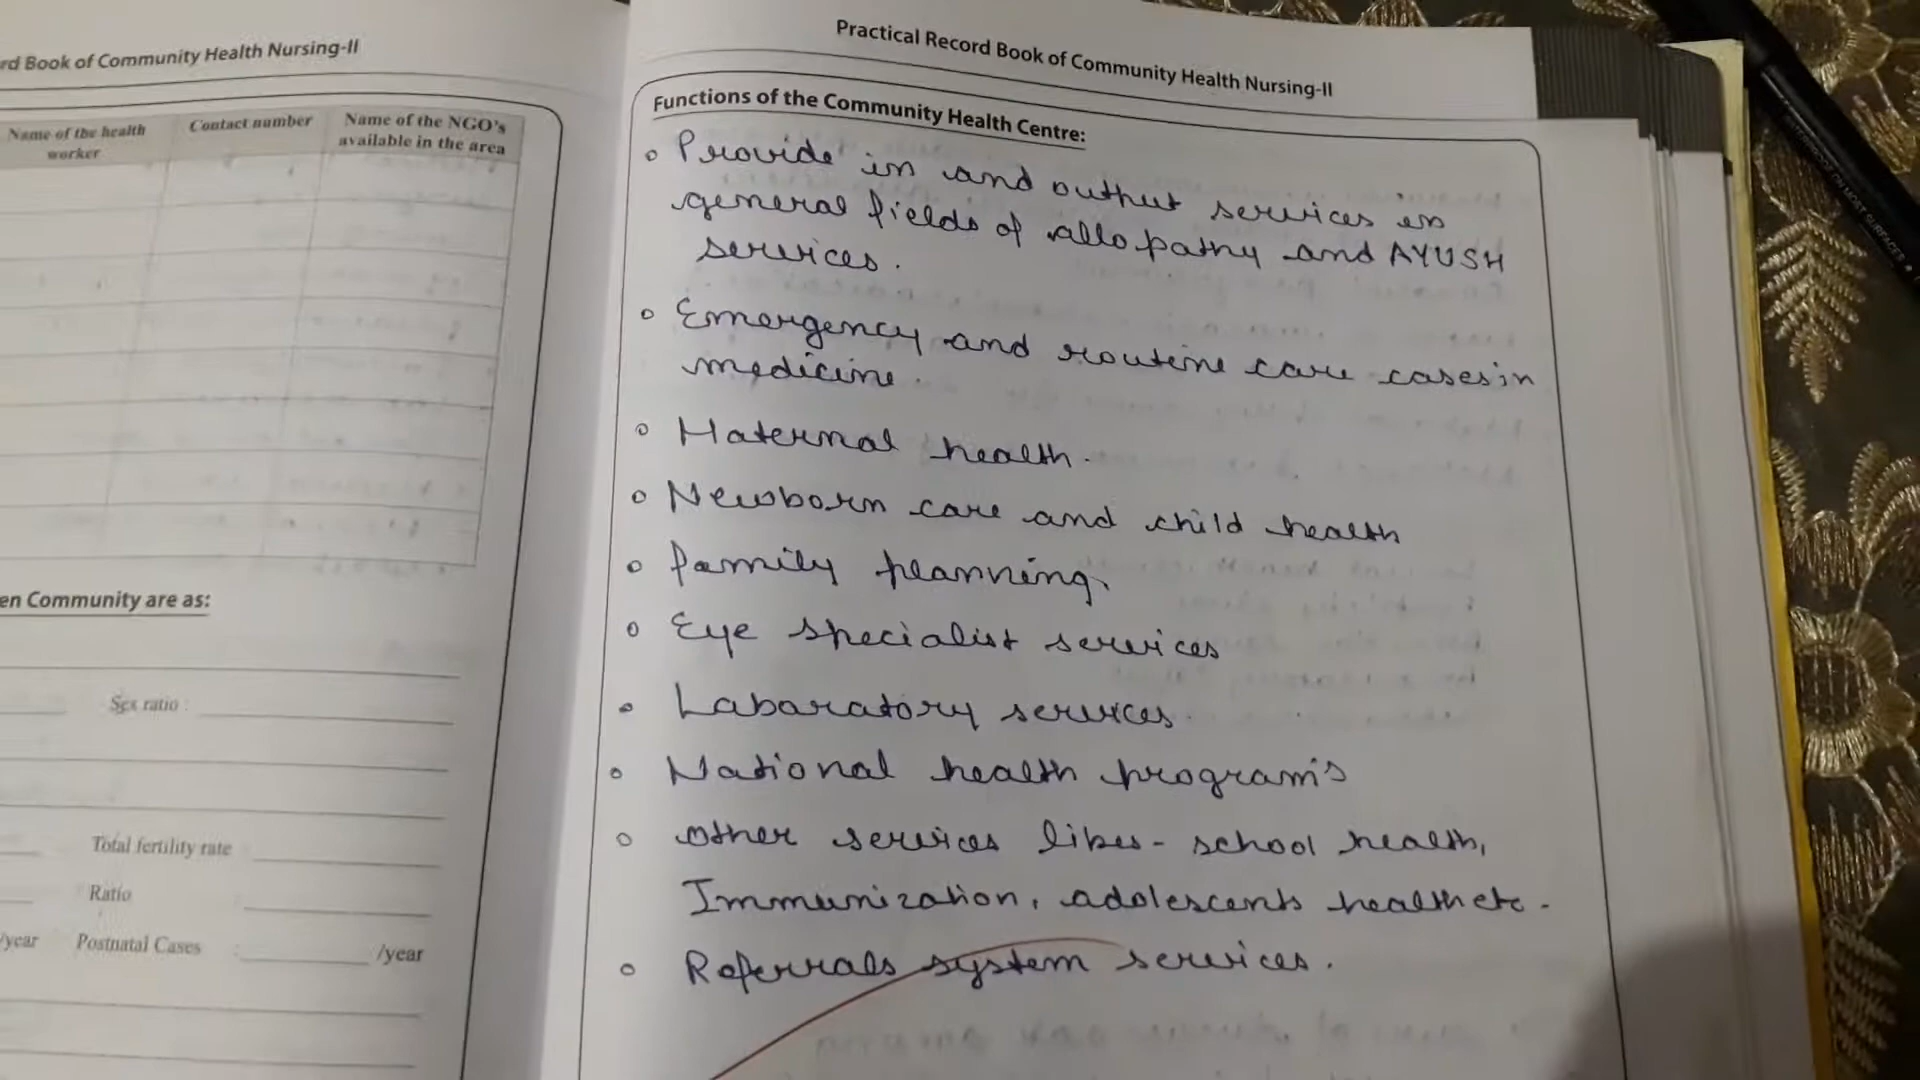 rd Book of Community Health Nursing-II
Name of the health worker
Contact number
Name of the NGO's
available in the area
en Community are as:
Sex ratio :
Total fertility rate
Ratio
/year Postnatal Cases : /year
Practical Record Book of Community Health Nursing-II
Functions of the Community Health Centre:
Provide in and output services in
general fields of allopathy and AYUSH
services.
Emergency and routine care cases in
medicine.
Maternal health.
Newborn care and child health
family planning.
Eye specialist services
Labaratory services.
National health program's
other services likes - school health,
Immunization, adolescents health etc -
Referrals system services.